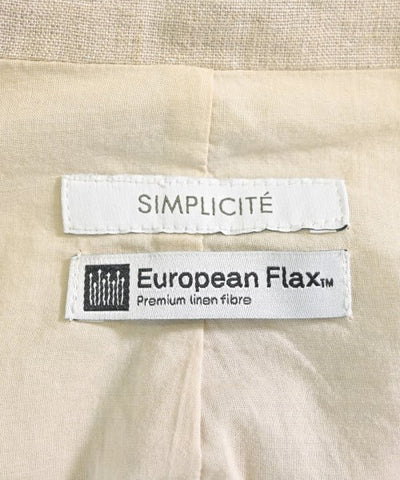 SIMPLICITÉ
European Flax™
Premium linen fibre